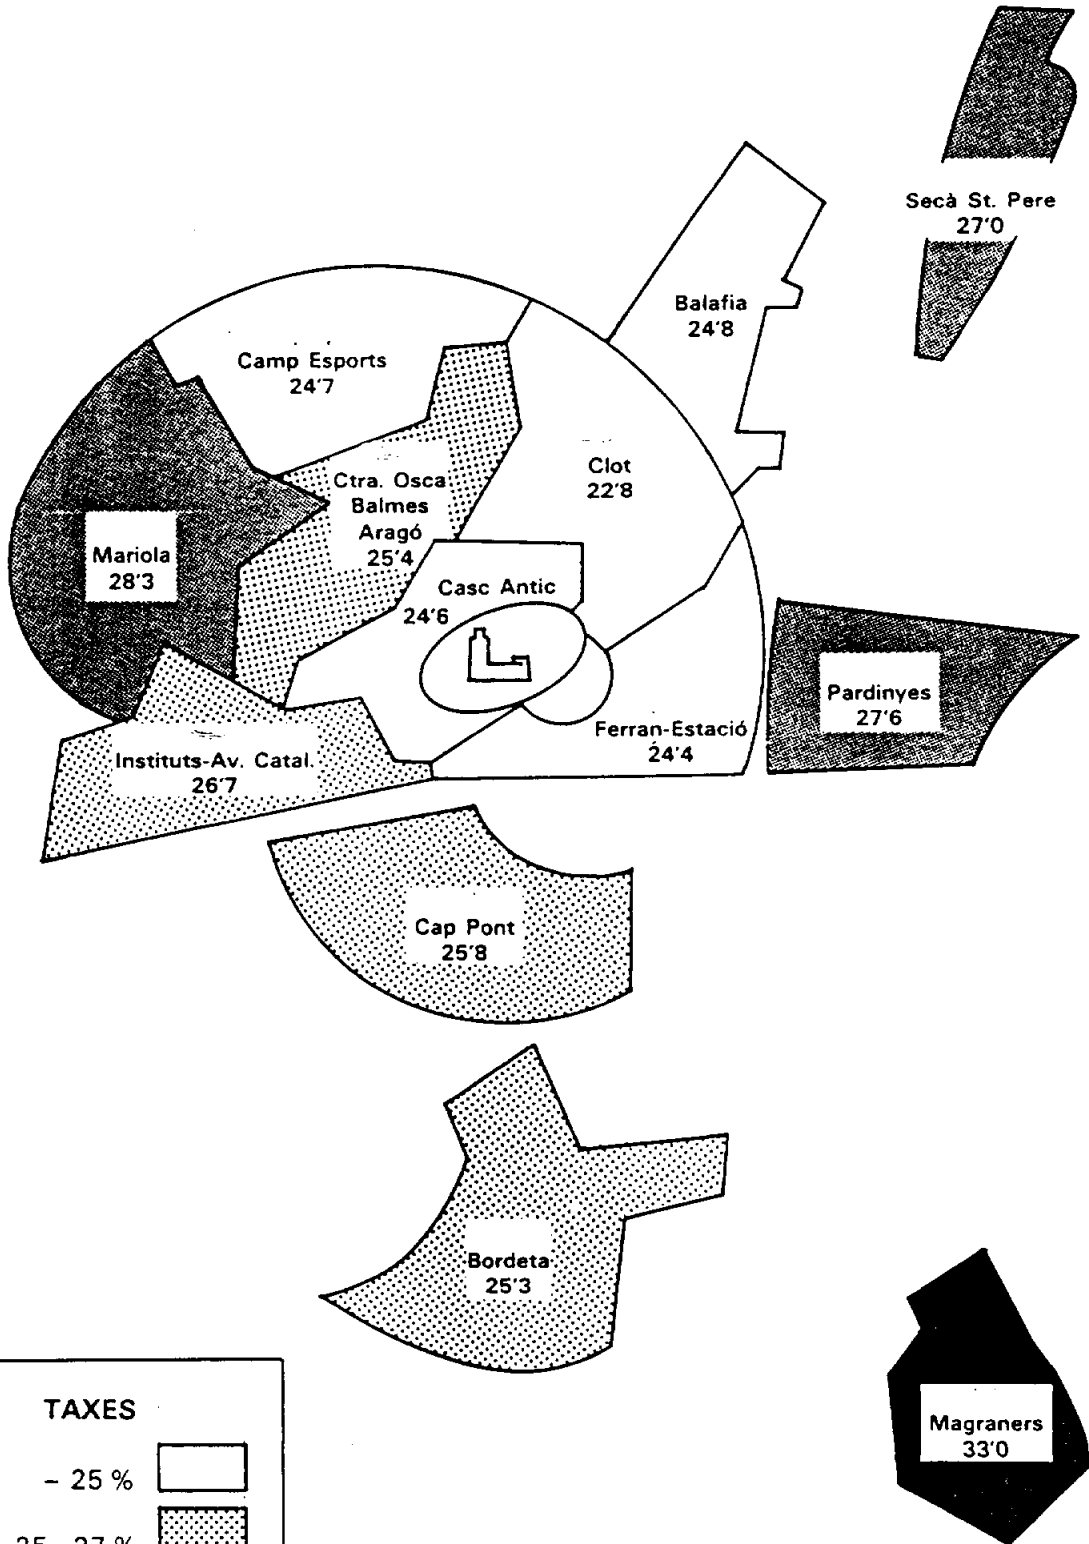 Secà St. Pere
27'0
Balafia
24'8
Camp Esports
24'7
Clot
22'8
Ctra. Osca
Balmes
Aragó
25'4
Mariola
28'3
Casc Antic
24'6
Pardinyes
27'6
Ferran-Estació
24'4
Instituts-Av. Catal.
26'7
Cap Pont
25'8
Bordeta
25'3
Magraners
33'0
TAXES
– 25 %